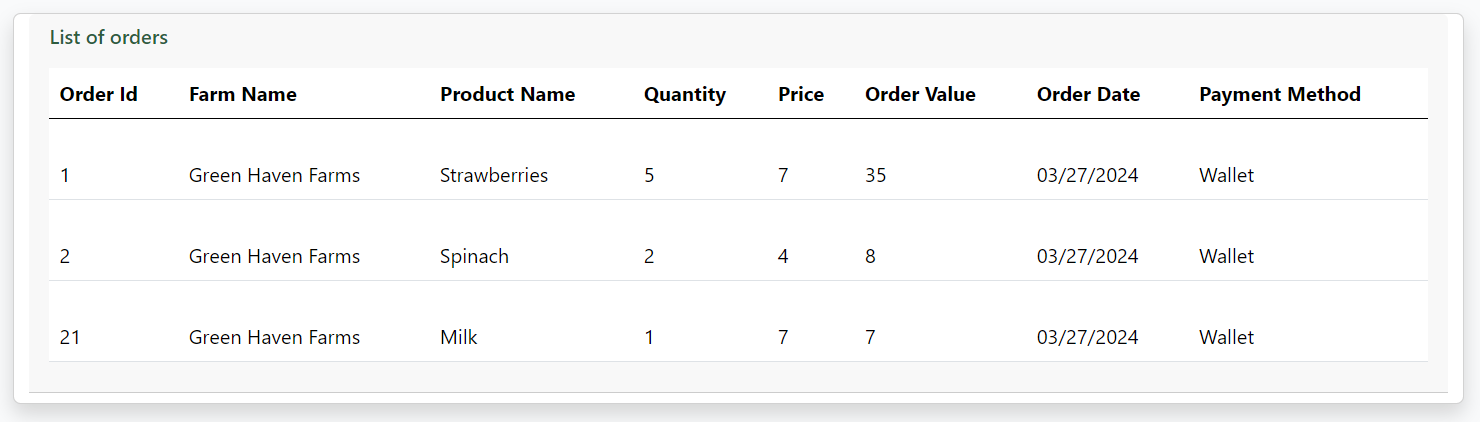 List of orders
Order Id Farm Name Product Name Quantity Price Order Value Order Date Payment Method
1 Green Haven Farms Strawberries 5 7 35 03/27/2024 Wallet
2 Green Haven Farms Spinach 2 4 8 03/27/2024 Wallet
21 Green Haven Farms Milk 1 7 7 03/27/2024 Wallet